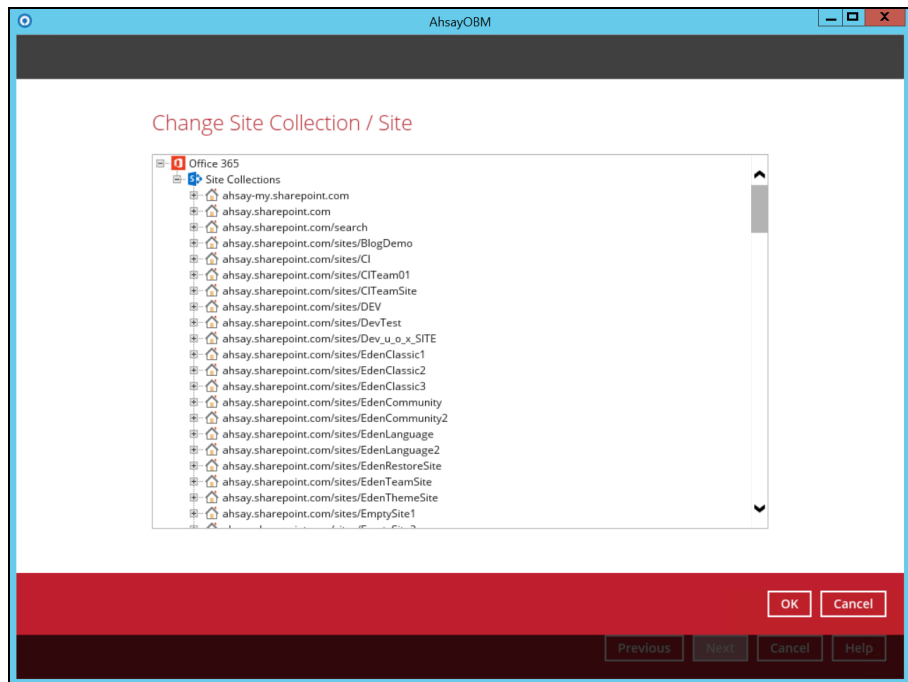 AhsayOBM
Change Site Collection / Site
Office 365
Site Collections
ahsay-my.sharepoint.com
ahsay.sharepoint.com
ahsay.sharepoint.com/search
ahsay.sharepoint.com/sites/BlogDemo
ahsay.sharepoint.com/sites/CI
ahsay.sharepoint.com/sites/CITeam01
ahsay.sharepoint.com/sites/CITeamSite
ahsay.sharepoint.com/sites/DEV
ahsay.sharepoint.com/sites/DevTest
ahsay.sharepoint.com/sites/Dev_u_o_x_SITE
ahsay.sharepoint.com/sites/EdenClassic1
ahsay.sharepoint.com/sites/EdenClassic2
ahsay.sharepoint.com/sites/EdenClassic3
ahsay.sharepoint.com/sites/EdenCommunity
ahsay.sharepoint.com/sites/EdenCommunity2
ahsay.sharepoint.com/sites/EdenLanguage
ahsay.sharepoint.com/sites/EdenLanguage2
ahsay.sharepoint.com/sites/EdenRestoreSite
ahsay.sharepoint.com/sites/EdenTeamSite
ahsay.sharepoint.com/sites/EdenThemeSite
ahsay.sharepoint.com/sites/EmptySite1
OK Cancel
Previous Next Cancel Help